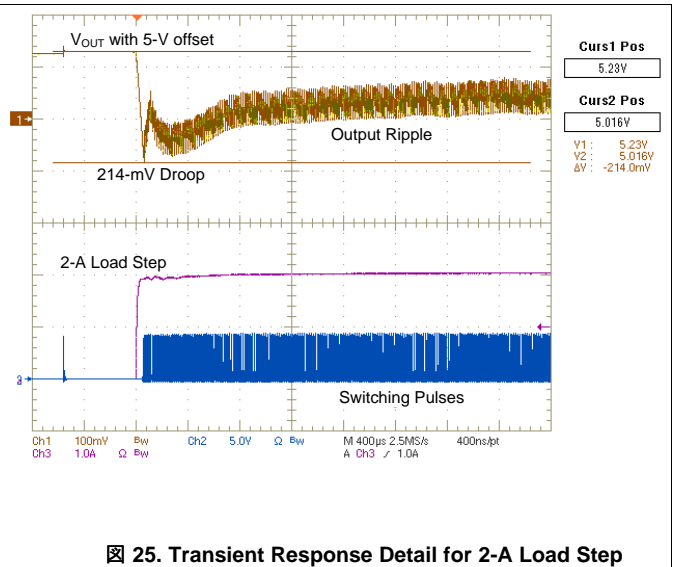 VOUT with 5-V offset
Curs1 Pos
5.23V
Curs2 Pos
5.016V
1
Output Ripple
V1 : 5.23V
V2 : 5.016V
ΔV : -214.0mV
214-mV Droop
2-A Load Step
Switching Pulses
Ch1 100mV BW Ch2 5.0V Ω BW M 400µs 2.5MS/s 400ns/pt
Ch3 1.0A Ω BW A Ch3 ∕ 1.0A
図 25. Transient Response Detail for 2-A Load Step